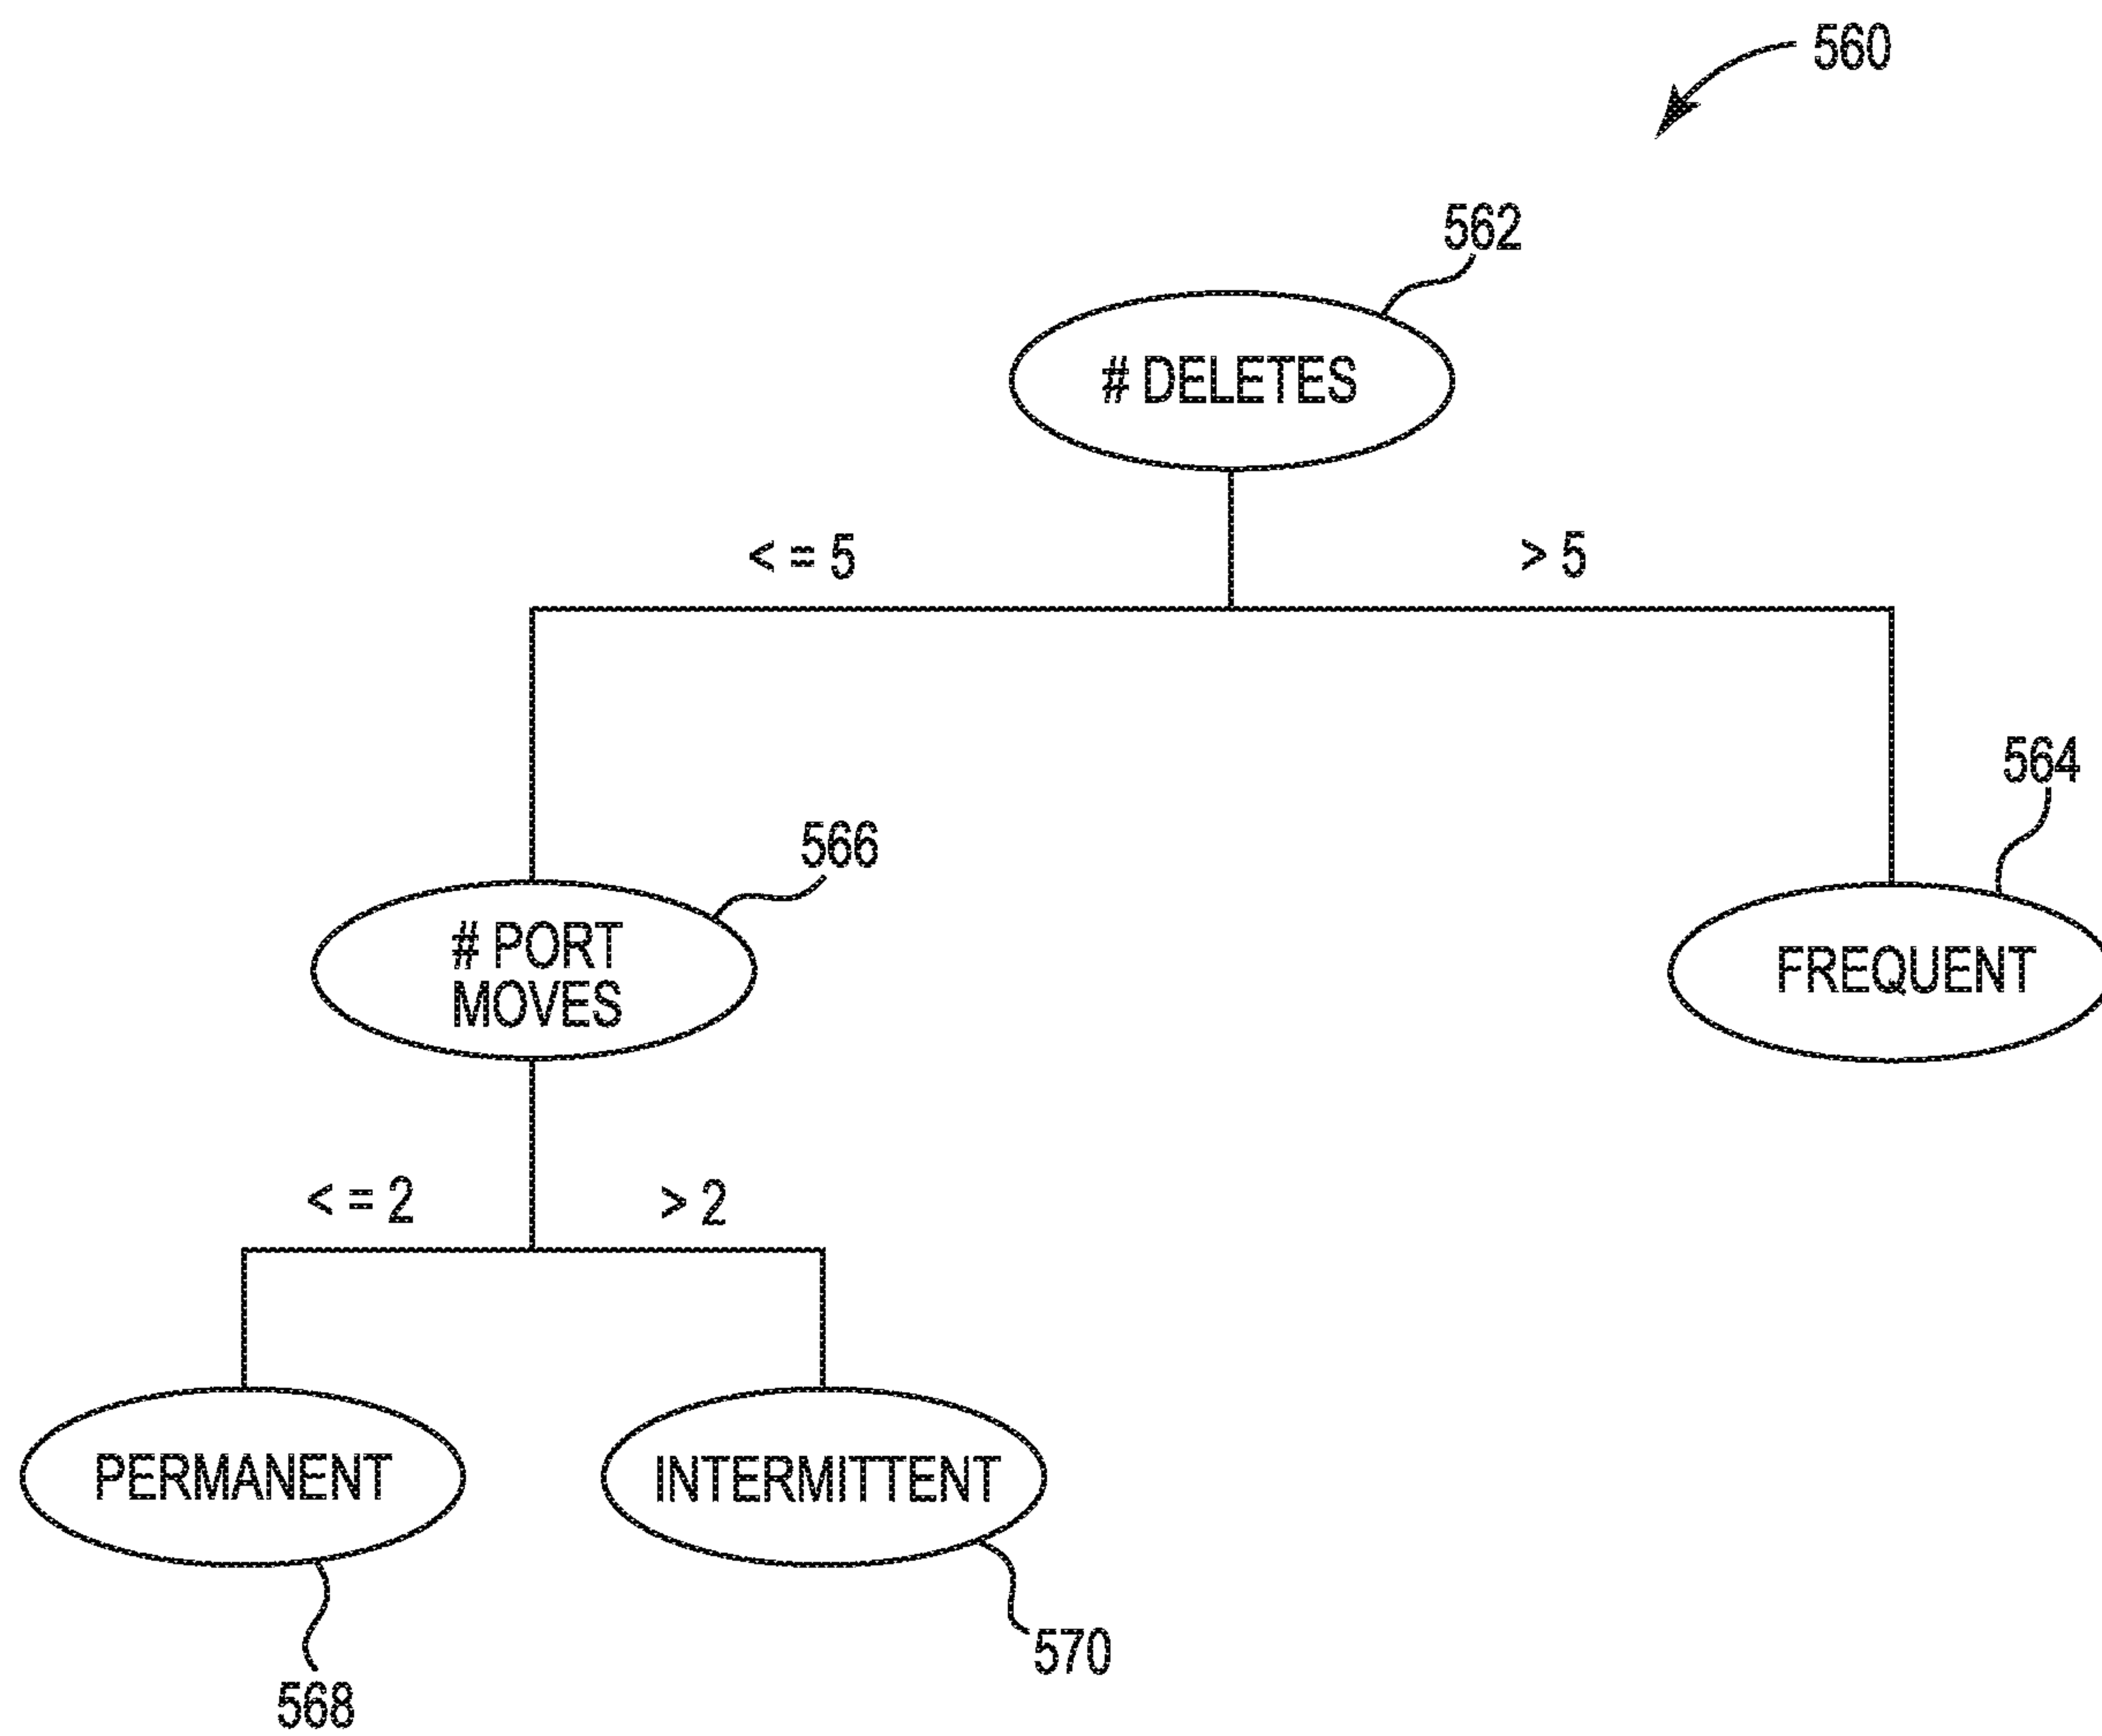 560
562
# DELETES
< = 5
> 5
564
566
# PORT
MOVES
FREQUENT
< = 2
> 2
PERMANENT
INTERMITTENT
570
568